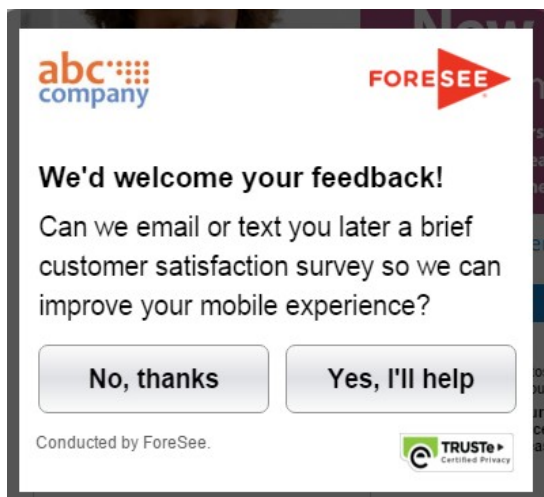 New
abc
company
FORESEE
We'd welcome your feedback!
Can we email or text you later a brief
customer satisfaction survey so we can
improve your mobile experience?
No, thanks
Yes, I'll help
Conducted by ForeSee.
TRUSTe
Certified Privacy